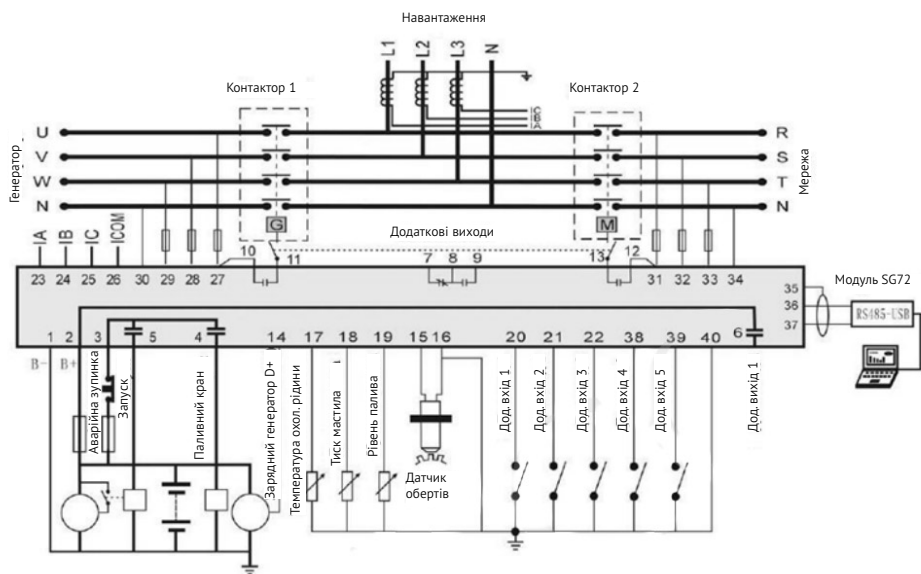 Навантаження
L1 L2 L3 N
Контактор 1
Контактор 2
IC
IB
IA
Генератор
U
V
W
N
R
S
T
N
Мережа
G
M
Додаткові виходи
IA IB IC ICOM
23 24 25 26 30 29 28 27 10 11 7 8 9 13 12 31 32 33 34
35
36
37
Модуль SG72
RS485-USB
1 2 3 5 4 14 17 18 19 15 16 20 21 22 38 39 40 6
B- B+
Аварійна зупинка
Запуск
Паливний кран
Зарядний генератор D+
Температура охол. рідини
Тиск мастила
Рівень палива
Датчик
обертів
Дод. вхід 1
Дод. вхід 2
Дод. вхід 3
Дод. вхід 4
Дод. вхід 5
Дод. вихід 1